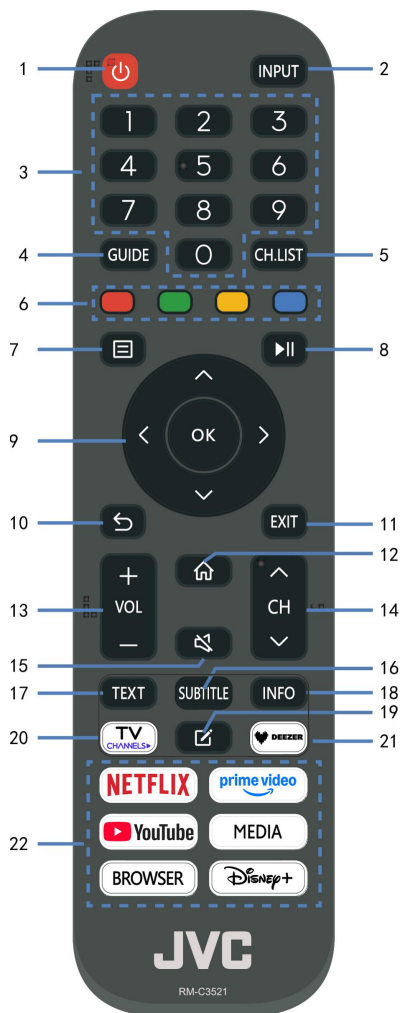 1 INPUT 2
1 2 3
3 4 5 6
7 8 9
4 GUIDE 0 CH.LIST 5
6
7 8
9 OK
10 EXIT 11
12
13 + VOL – CH 14
15
16
17 TEXT SUBTITLE INFO 18
19
20 TV CHANNELS DEEZER 21
NETFLIX prime video
22 YouTube MEDIA
BROWSER Disney+
JVC
RM-C3521